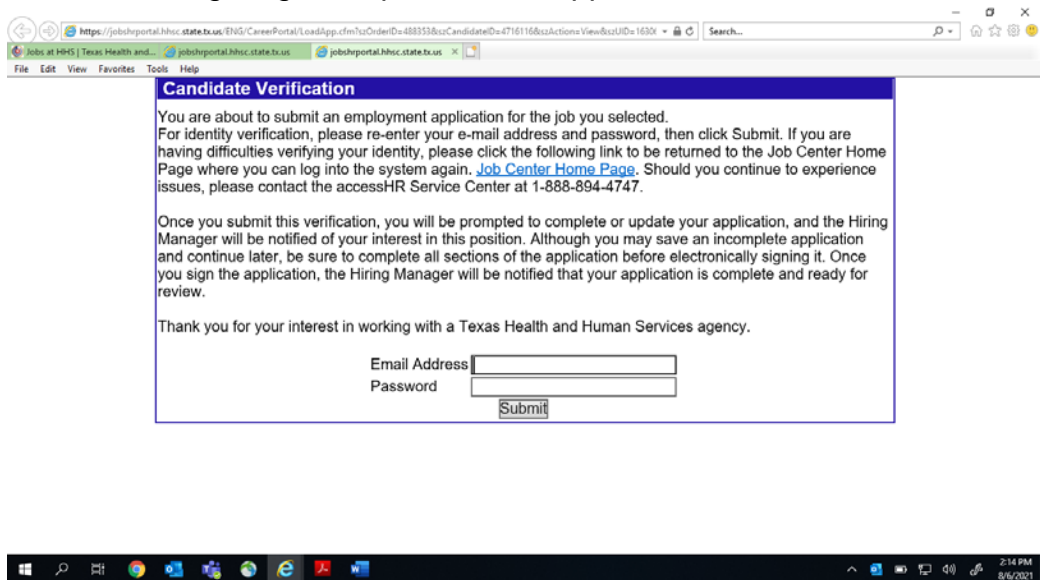 https://jobshrportal.hhsc.state.tx.us/ENG/CareerPortal/LoadApp.cfm?szOrderID=488353&szCandidateID=4716116&szAction=View&szUID=1630
Search...
Jobs at HHS | Texas Health and...
jobshrportal.hhsc.state.tx.us
jobshrportal.hhsc.state.tx.us
File Edit View Favorites Tools Help
Candidate Verification
You are about to submit an employment application for the job you selected.
For identity verification, please re-enter your e-mail address and password, then click Submit. If you are
having difficulties verifying your identity, please click the following link to be returned to the Job Center Home
Page where you can log into the system again. Job Center Home Page. Should you continue to experience
issues, please contact the accessHR Service Center at 1-888-894-4747.
Once you submit this verification, you will be prompted to complete or update your application, and the Hiring
Manager will be notified of your interest in this position. Although you may save an incomplete application
and continue later, be sure to complete all sections of the application before electronically signing it. Once
you sign the application, the Hiring Manager will be notified that your application is complete and ready for
review.
Thank you for your interest in working with a Texas Health and Human Services agency.
Email Address
Password
Submit
2:14 PM
8/6/2021